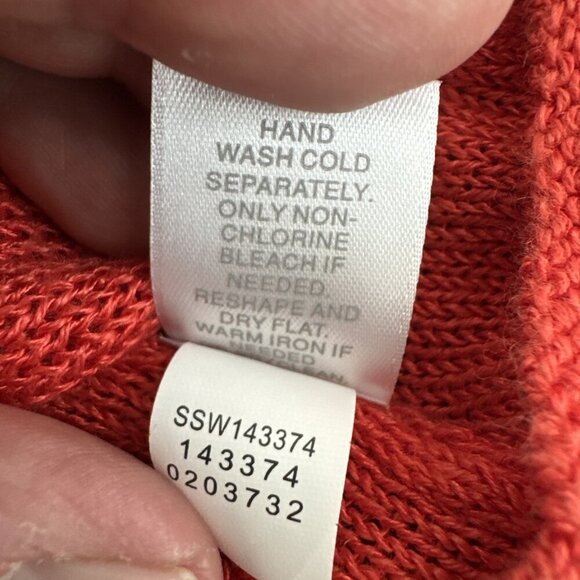 HAND
WASH COLD
SEPARATELY.
ONLY NON-
CHLORINE
BLEACH IF
NEEDED.
RESHAPE AND
DRY FLAT.
WARM IRON IF
NEEDED
SSW143374
143374
0203732